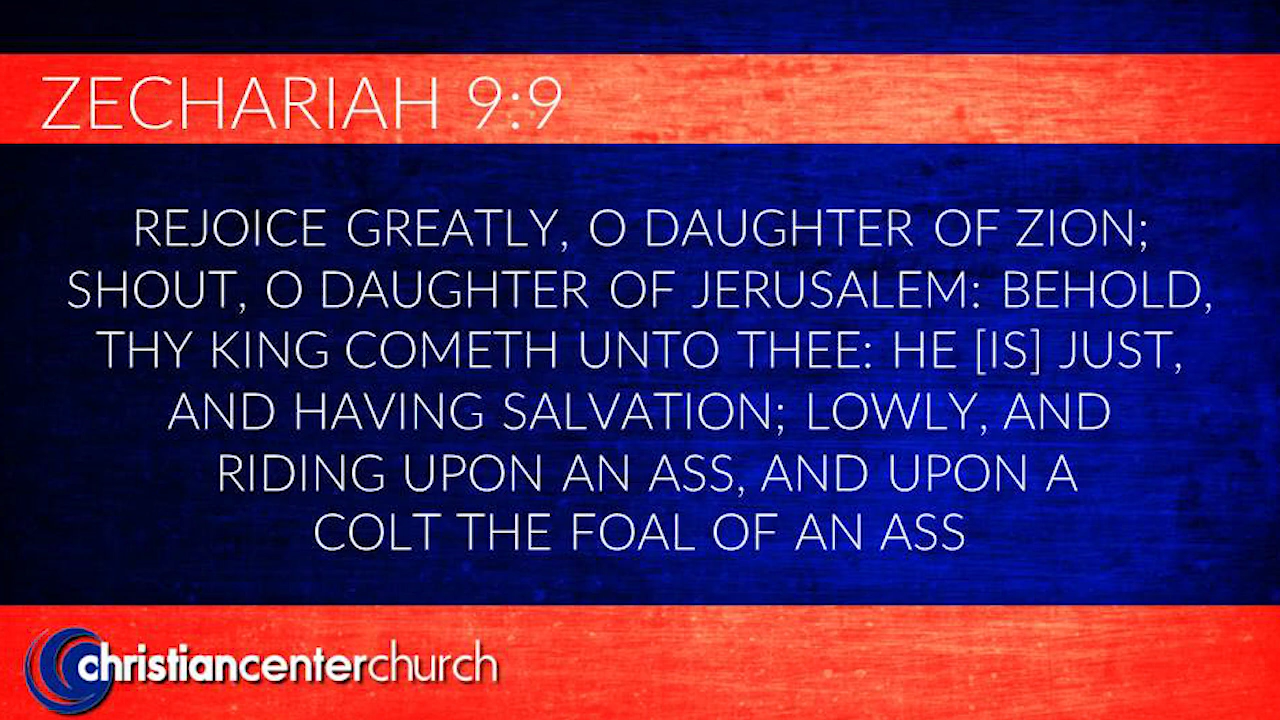 ZECHARIAH 9:9
REJOICE GREATLY, O DAUGHTER OF ZION;
SHOUT, O DAUGHTER OF JERUSALEM: BEHOLD,
THY KING COMETH UNTO THEE: HE [IS] JUST,
AND HAVING SALVATION; LOWLY, AND
RIDING UPON AN ASS, AND UPON A
COLT THE FOAL OF AN ASS
christiancenterchurch